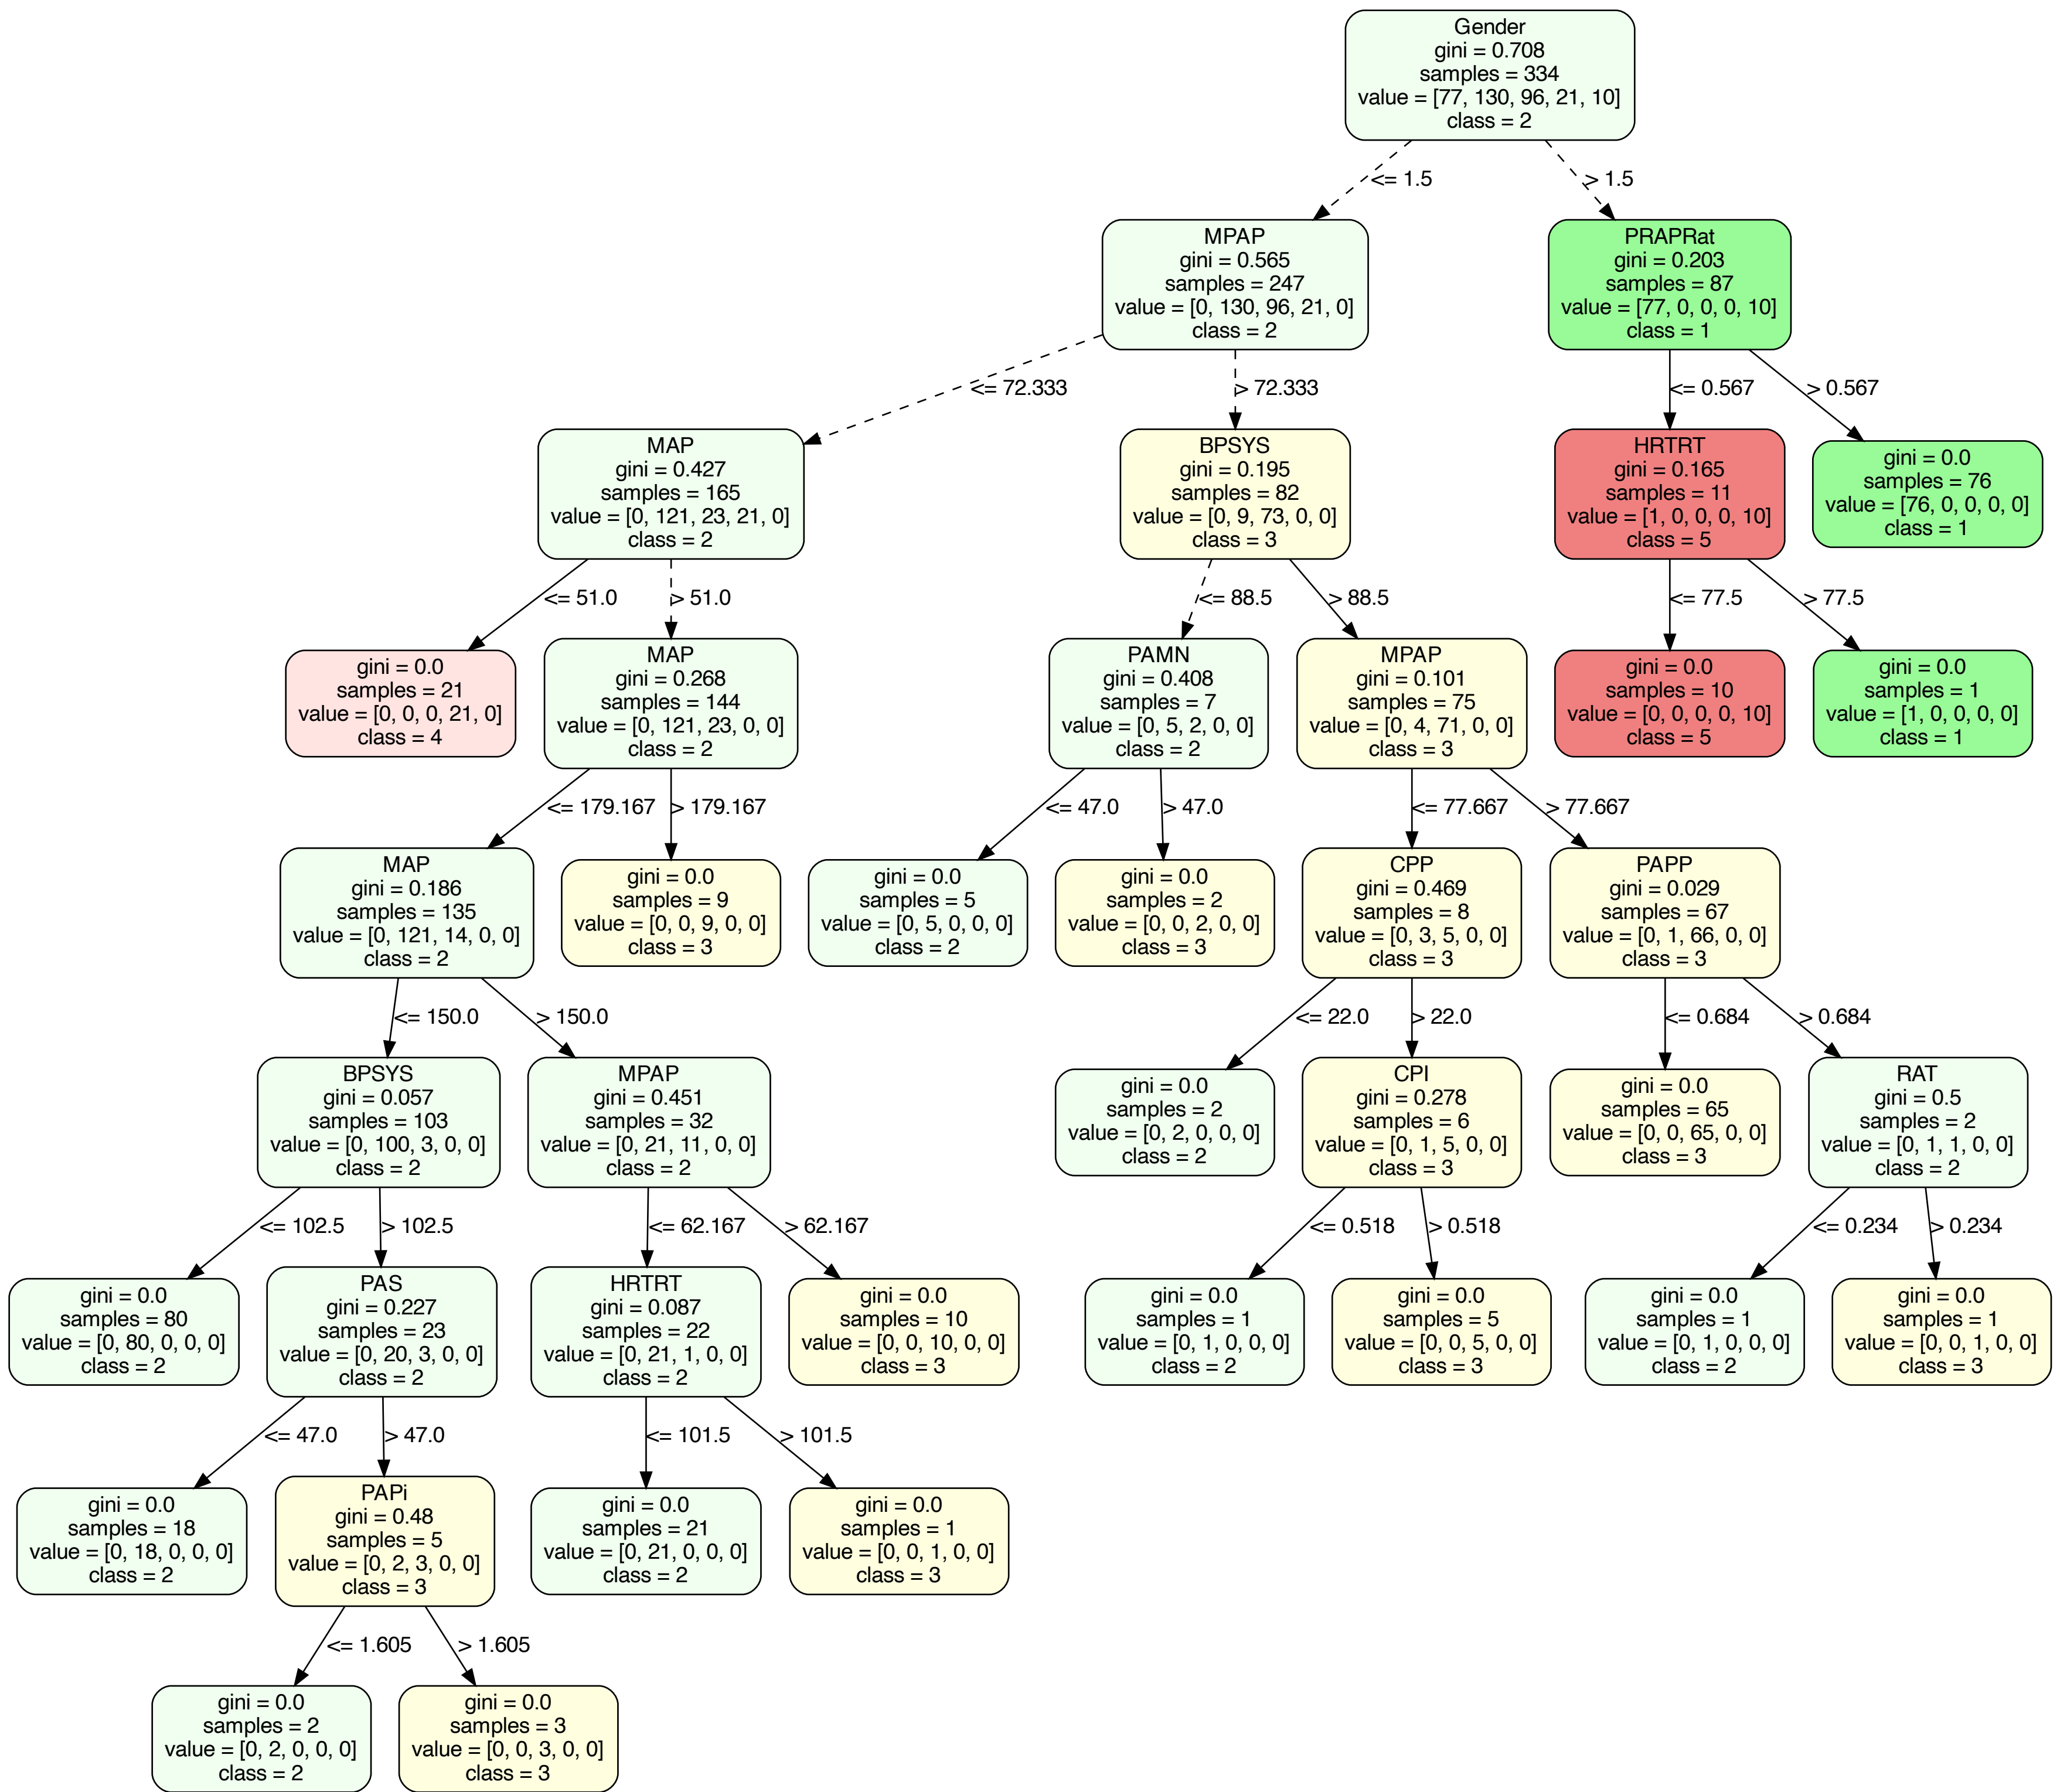 Gender
gini = 0.708
samples = 334
value = [77, 130, 96, 21, 10]
class = 2
<= 1.5
> 1.5
MPAP
gini = 0.565
samples = 247
value = [0, 130, 96, 21, 0]
class = 2
PRAPRat
gini = 0.203
samples = 87
value = [77, 0, 0, 0, 10]
class = 1
<= 72.333
> 72.333
<= 0.567
> 0.567
MAP
gini = 0.427
samples = 165
value = [0, 121, 23, 21, 0]
class = 2
BPSYS
gini = 0.195
samples = 82
value = [0, 9, 73, 0, 0]
class = 3
HRTRT
gini = 0.165
samples = 11
value = [1, 0, 0, 0, 10]
class = 5
gini = 0.0
samples = 76
value = [76, 0, 0, 0, 0]
class = 1
<= 51.0
> 51.0
<= 88.5
> 88.5
<= 77.5
> 77.5
gini = 0.0
samples = 21
value = [0, 0, 0, 21, 0]
class = 4
MAP
gini = 0.268
samples = 144
value = [0, 121, 23, 0, 0]
class = 2
PAMN
gini = 0.408
samples = 7
value = [0, 5, 2, 0, 0]
class = 2
MPAP
gini = 0.101
samples = 75
value = [0, 4, 71, 0, 0]
class = 3
gini = 0.0
samples = 10
value = [0, 0, 0, 0, 10]
class = 5
gini = 0.0
samples = 1
value = [1, 0, 0, 0, 0]
class = 1
<= 179.167
> 179.167
<= 47.0
> 47.0
<= 77.667
> 77.667
MAP
gini = 0.186
samples = 135
value = [0, 121, 14, 0, 0]
class = 2
gini = 0.0
samples = 9
value = [0, 0, 9, 0, 0]
class = 3
gini = 0.0
samples = 5
value = [0, 5, 0, 0, 0]
class = 2
gini = 0.0
samples = 2
value = [0, 0, 2, 0, 0]
class = 3
CPP
gini = 0.469
samples = 8
value = [0, 3, 5, 0, 0]
class = 3
PAPP
gini = 0.029
samples = 67
value = [0, 1, 66, 0, 0]
class = 3
<= 150.0
> 150.0
<= 22.0
> 22.0
<= 0.684
> 0.684
BPSYS
gini = 0.057
samples = 103
value = [0, 100, 3, 0, 0]
class = 2
MPAP
gini = 0.451
samples = 32
value = [0, 21, 11, 0, 0]
class = 2
gini = 0.0
samples = 2
value = [0, 2, 0, 0, 0]
class = 2
CPI
gini = 0.278
samples = 6
value = [0, 1, 5, 0, 0]
class = 3
gini = 0.0
samples = 65
value = [0, 0, 65, 0, 0]
class = 3
RAT
gini = 0.5
samples = 2
value = [0, 1, 1, 0, 0]
class = 2
<= 102.5
> 102.5
<= 62.167
> 62.167
<= 0.518
> 0.518
<= 0.234
> 0.234
gini = 0.0
samples = 80
value = [0, 80, 0, 0, 0]
class = 2
PAS
gini = 0.227
samples = 23
value = [0, 20, 3, 0, 0]
class = 2
HRTRT
gini = 0.087
samples = 22
value = [0, 21, 1, 0, 0]
class = 2
gini = 0.0
samples = 10
value = [0, 0, 10, 0, 0]
class = 3
gini = 0.0
samples = 1
value = [0, 1, 0, 0, 0]
class = 2
gini = 0.0
samples = 5
value = [0, 0, 5, 0, 0]
class = 3
gini = 0.0
samples = 1
value = [0, 1, 0, 0, 0]
class = 2
gini = 0.0
samples = 1
value = [0, 0, 1, 0, 0]
class = 3
<= 47.0
> 47.0
<= 101.5
> 101.5
gini = 0.0
samples = 18
value = [0, 18, 0, 0, 0]
class = 2
PAPi
gini = 0.48
samples = 5
value = [0, 2, 3, 0, 0]
class = 3
gini = 0.0
samples = 21
value = [0, 21, 0, 0, 0]
class = 2
gini = 0.0
samples = 1
value = [0, 0, 1, 0, 0]
class = 3
<= 1.605
> 1.605
gini = 0.0
samples = 2
value = [0, 2, 0, 0, 0]
class = 2
gini = 0.0
samples = 3
value = [0, 0, 3, 0, 0]
class = 3